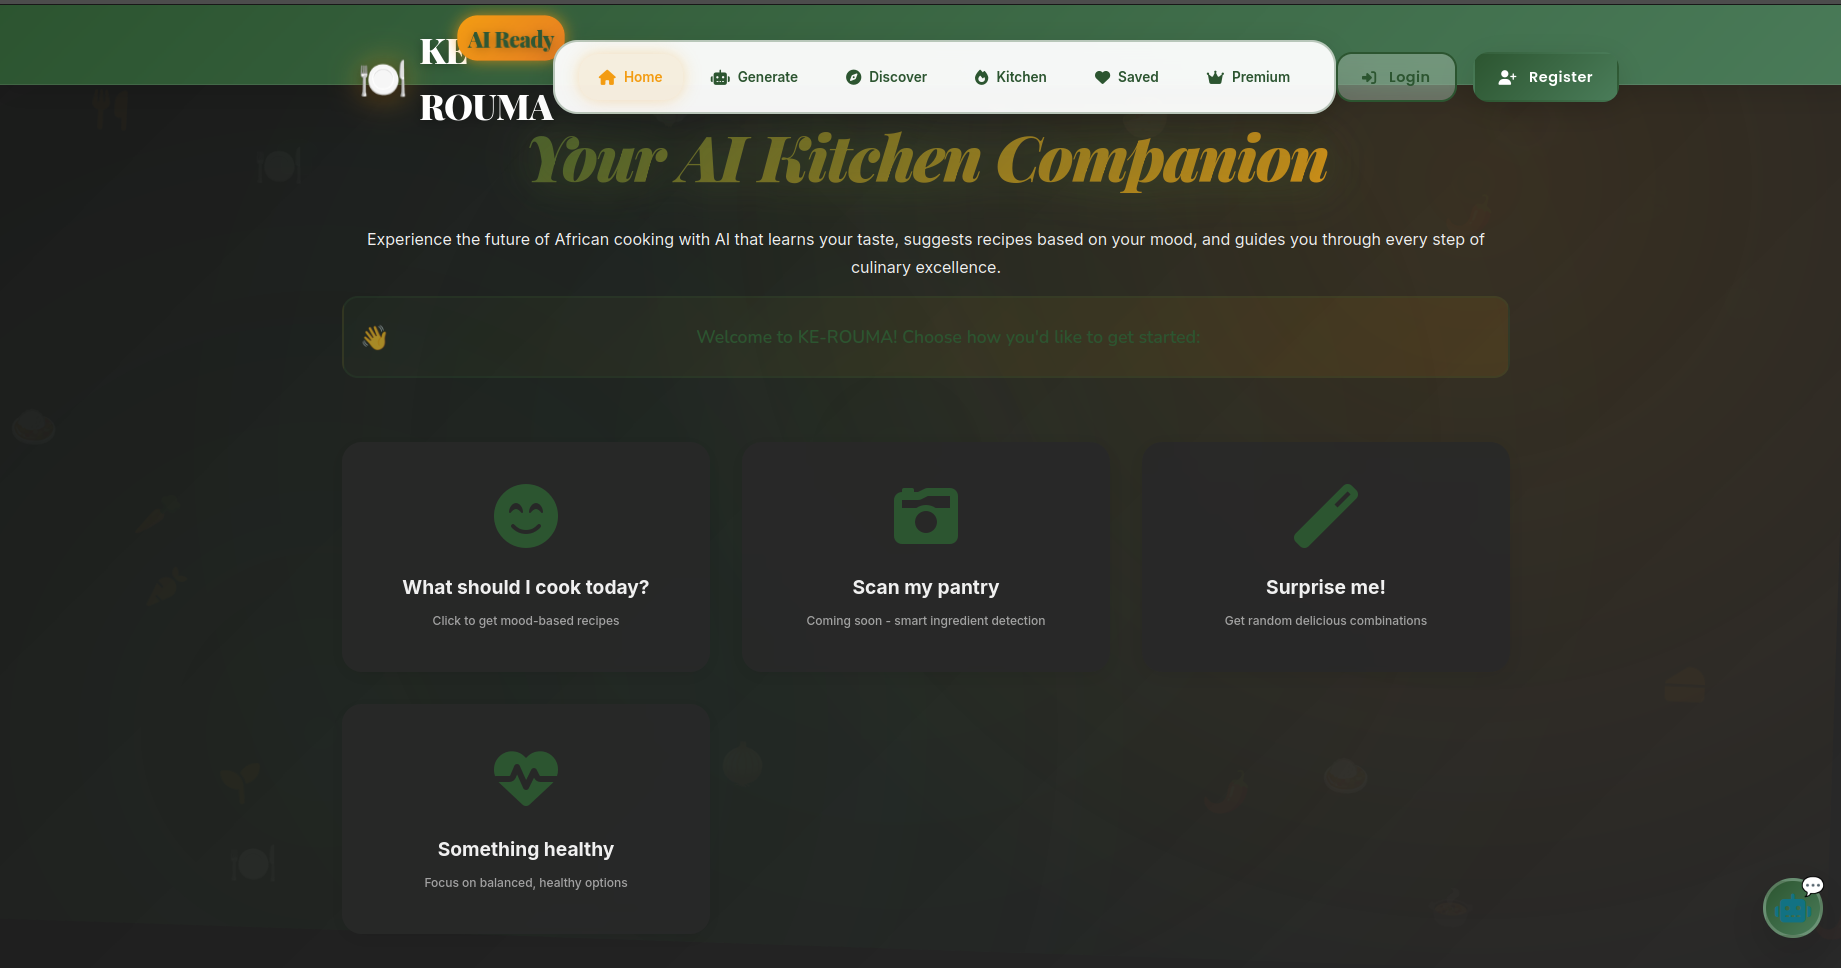 KE
AI Ready
ROUMA
Home
Generate
Discover
Kitchen
Saved
Premium
Login
Register
Your AI Kitchen Companion
Experience the future of African cooking with AI that learns your taste, suggests recipes based on your mood, and guides you through every step of
culinary excellence.
Welcome to KE-ROUMA! Choose how you'd like to get started:
What should I cook today?
Click to get mood-based recipes
Scan my pantry
Coming soon - smart ingredient detection
Surprise me!
Get random delicious combinations
Something healthy
Focus on balanced, healthy options